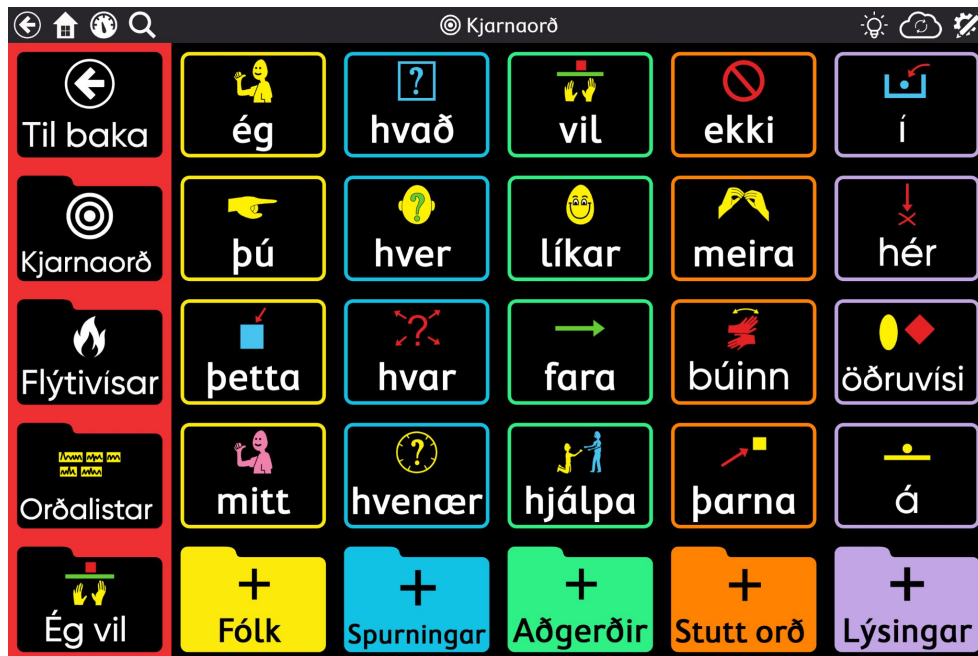 Kjarnaorð
Til baka
ég
hvað
vil
ekki
í
Kjarnaorð
þú
hver
líkar
meira
hér
Flýtivísar
þetta
hvar
fara
búinn
öðruvísi
Orðalistar
mitt
hvenær
hjálpa
þarna
á
Ég vil
Fólk
Spurningar
Aðgerðir
Stutt orð
Lýsingar